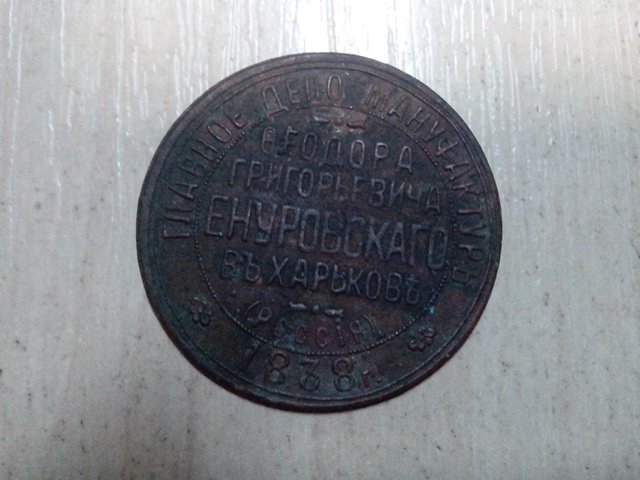 ГЛАВНОЕ ДЕПО МАНУФАКТУРЪ
ѲЕОДОРА
ГРИГОРЬЕВИЧА
ЕНУРОВСКАГО
ВЪ ХАРЬКОВѢ
(РОССІЯ)
1838 г.